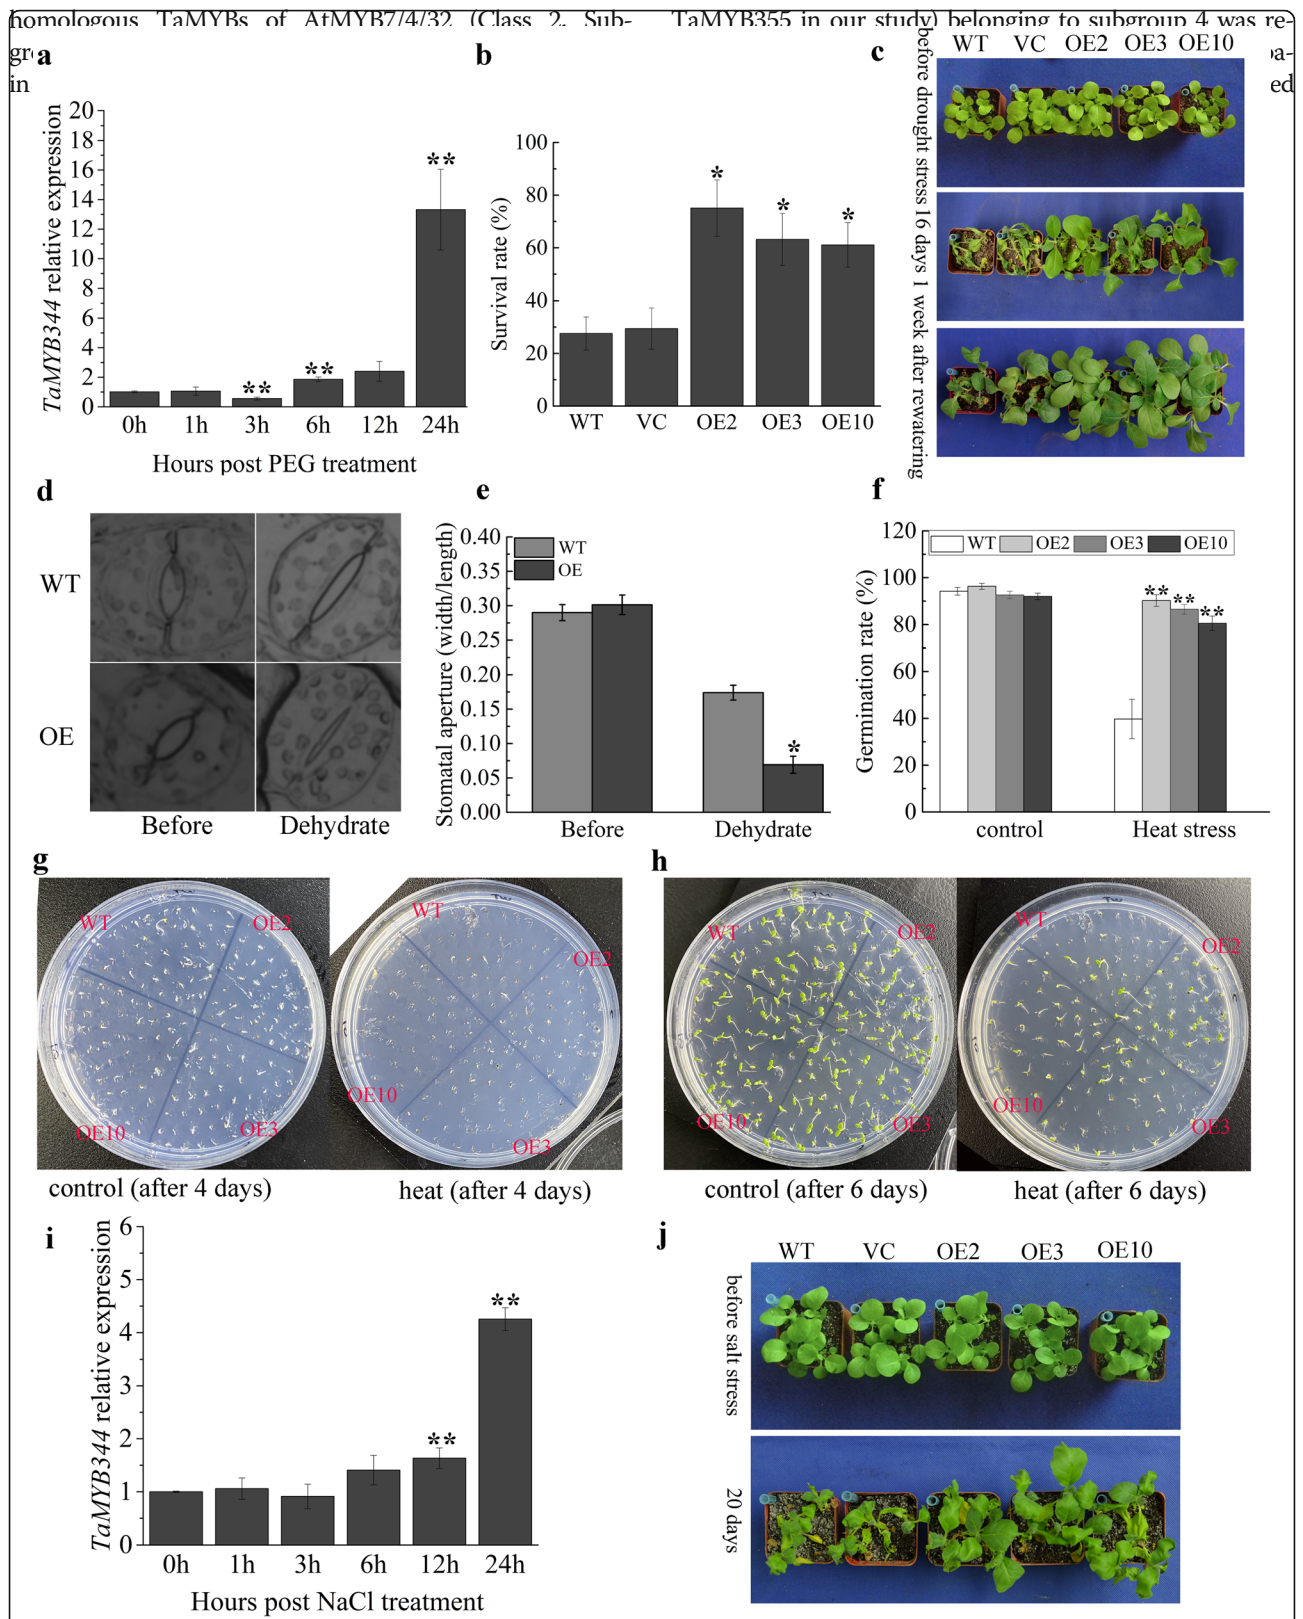 homologous TaMYBs of AtMYB7/4/32 (Class 2, Sub-
TaMYB355 in our study) belonging to subgroup 4 was re-
in
ed
a
TaMYB344 relative expression
20
18
16
14
12
10
8
6
4
2
0
**
**
**
0h 1h 3h 6h 12h 24h
Hours post PEG treatment
b
Survival rate (%)
100
80
60
40
20
0
*
*
*
WT VC OE2 OE3 OE10
c
WT VC OE2 OE3 OE10
before drought stress 16 days 1 week after rewatering
d
WT
OE
Before Dehydrate
e
Stomatal aperture (width/length)
0.40
0.35
0.30
0.25
0.20
0.15
0.10
0.05
0.00
WT
OE
*
Before Dehydrate
f
Germination rate (%)
120
100
80
60
40
20
0
WT OE2 OE3 OE10
** ** **
control Heat stress
g
WT OE2
OE10 OE3
WT OE2
OE10 OE3
control (after 4 days) heat (after 4 days)
h
WT OE2
OE10 OE3
WT OE2
OE10 OE3
control (after 6 days) heat (after 6 days)
i
TaMYB344 relative expression
6
5
4
3
2
1
0
**
**
0h 1h 3h 6h 12h 24h
Hours post NaCl treatment
j
WT VC OE2 OE3 OE10
before salt stress
20 days